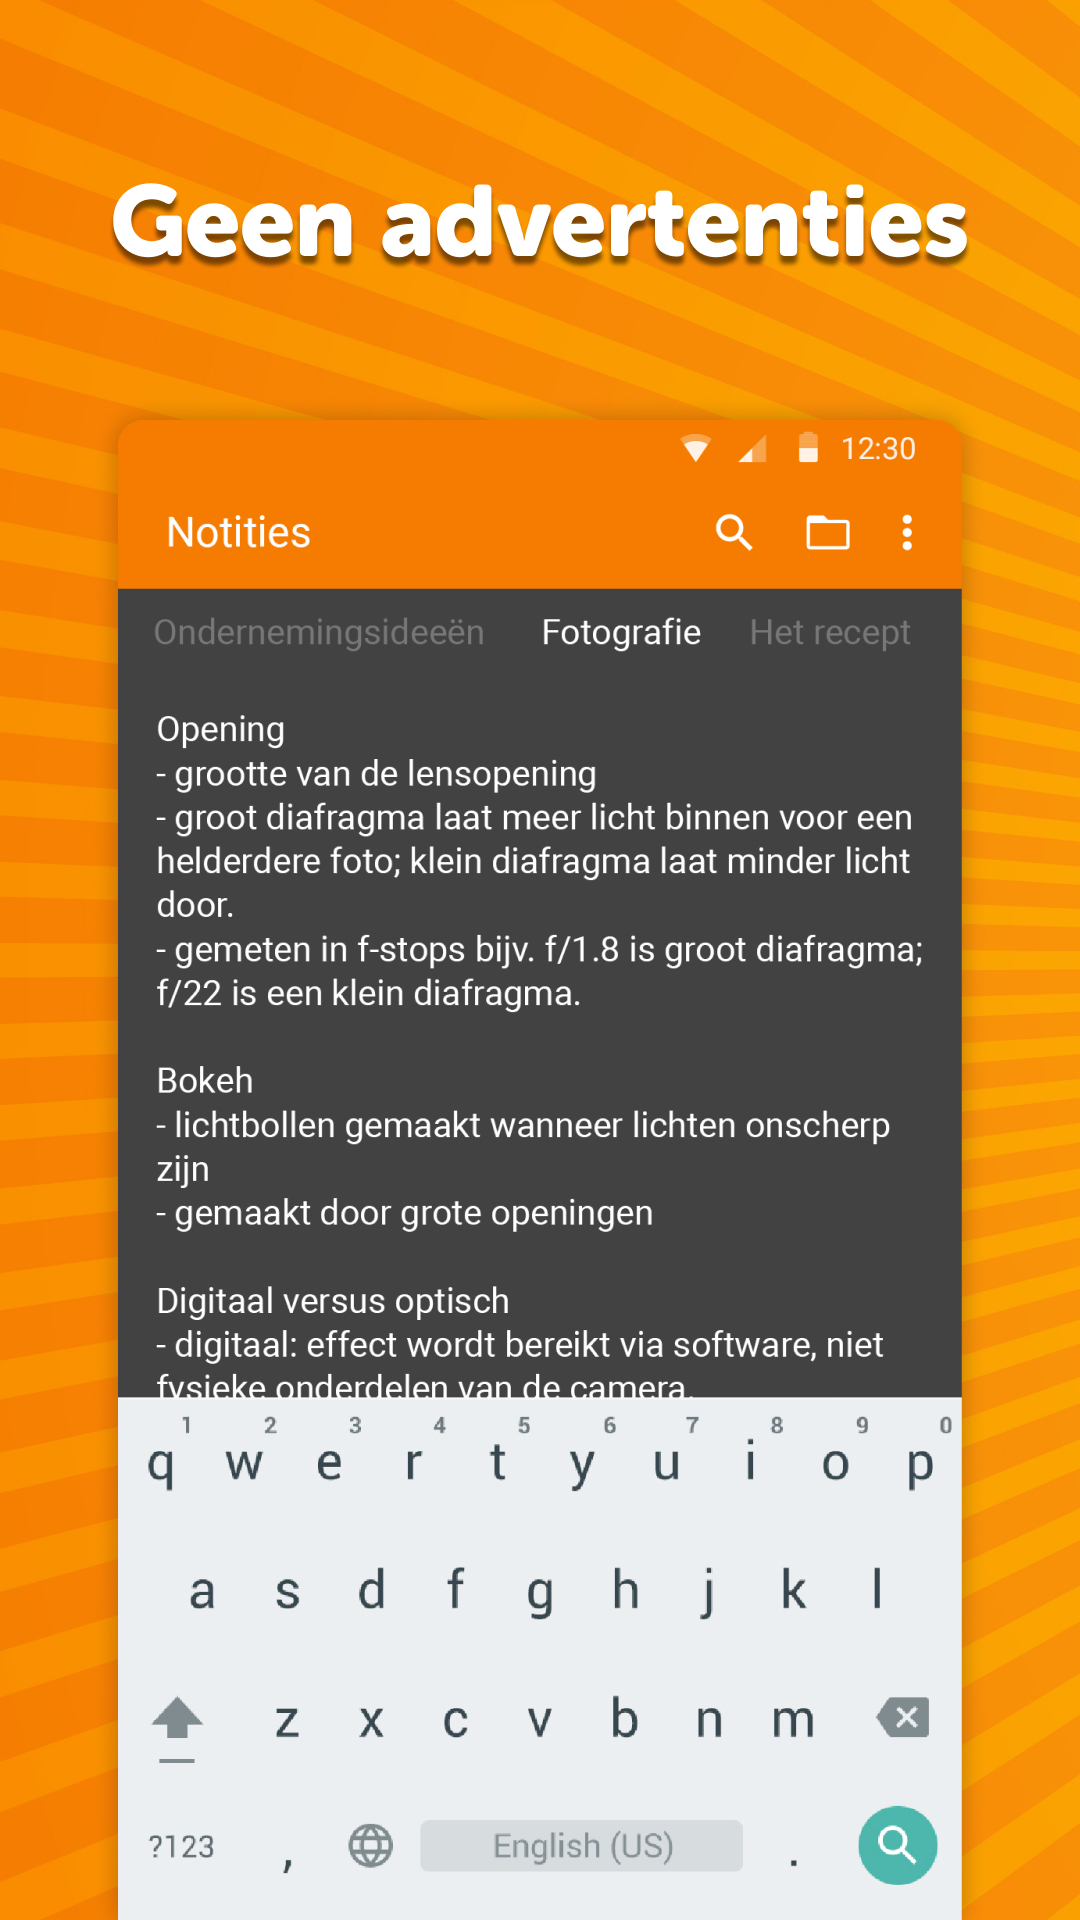 Geen advertenties
12:30
Notities
Ondernemingsideeën Fotografie Het recept
Opening
- grootte van de lensopening
- groot diafragma laat meer licht binnen voor een
helderdere foto; klein diafragma laat minder licht
door.
- gemeten in f-stops bijv. f/1.8 is groot diafragma;
f/22 is een klein diafragma.
Bokeh
- lichtbollen gemaakt wanneer lichten onscherp
zijn
- gemaakt door grote openingen
Digitaal versus optisch
- digitaal: effect wordt bereikt via software, niet
fysieke onderdelen van de camera.
1 2 3 4 5 6 7 8 9 0
q w e r t y u i o p
a s d f g h j k l
z x c v b n m
?123 , English (US) .